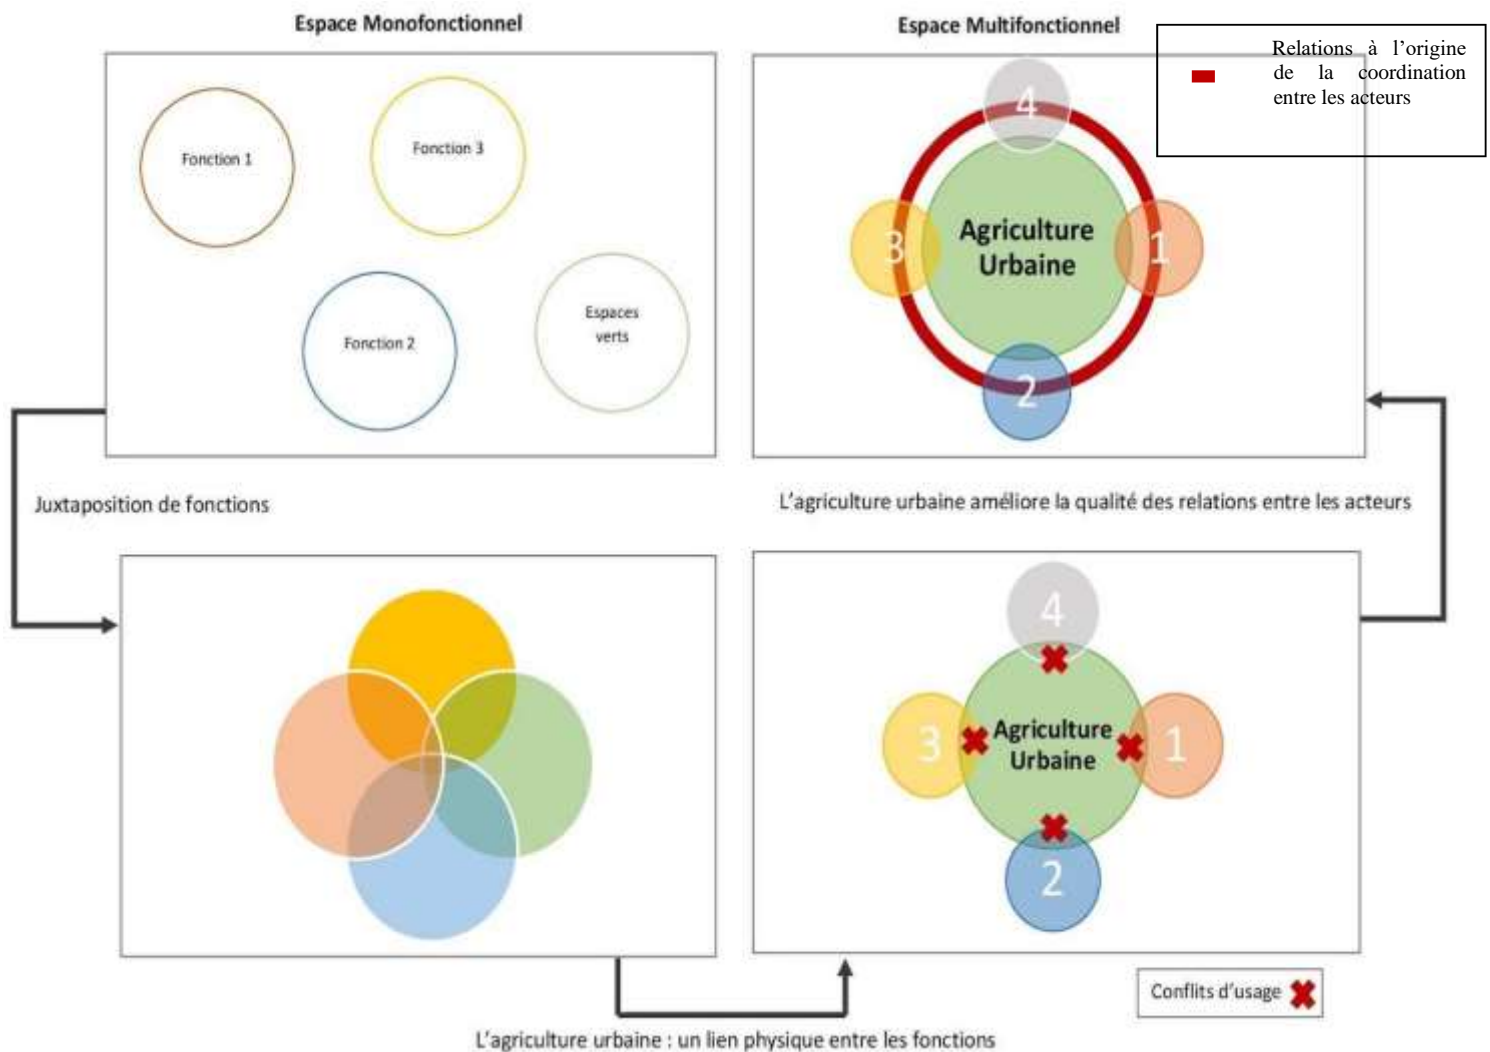 Espace Monofonctionnel
Espace Multifonctionnel
Relations à l’origine
de la coordination
entre les acteurs
Fonction 1
Fonction 3
Fonction 2
Espaces
verts
4
3
Agriculture
Urbaine
1
2
Juxtaposition de fonctions
L’agriculture urbaine améliore la qualité des relations entre les acteurs
4
3
Agriculture
Urbaine
1
2
Conflits d’usage
L’agriculture urbaine : un lien physique entre les fonctions